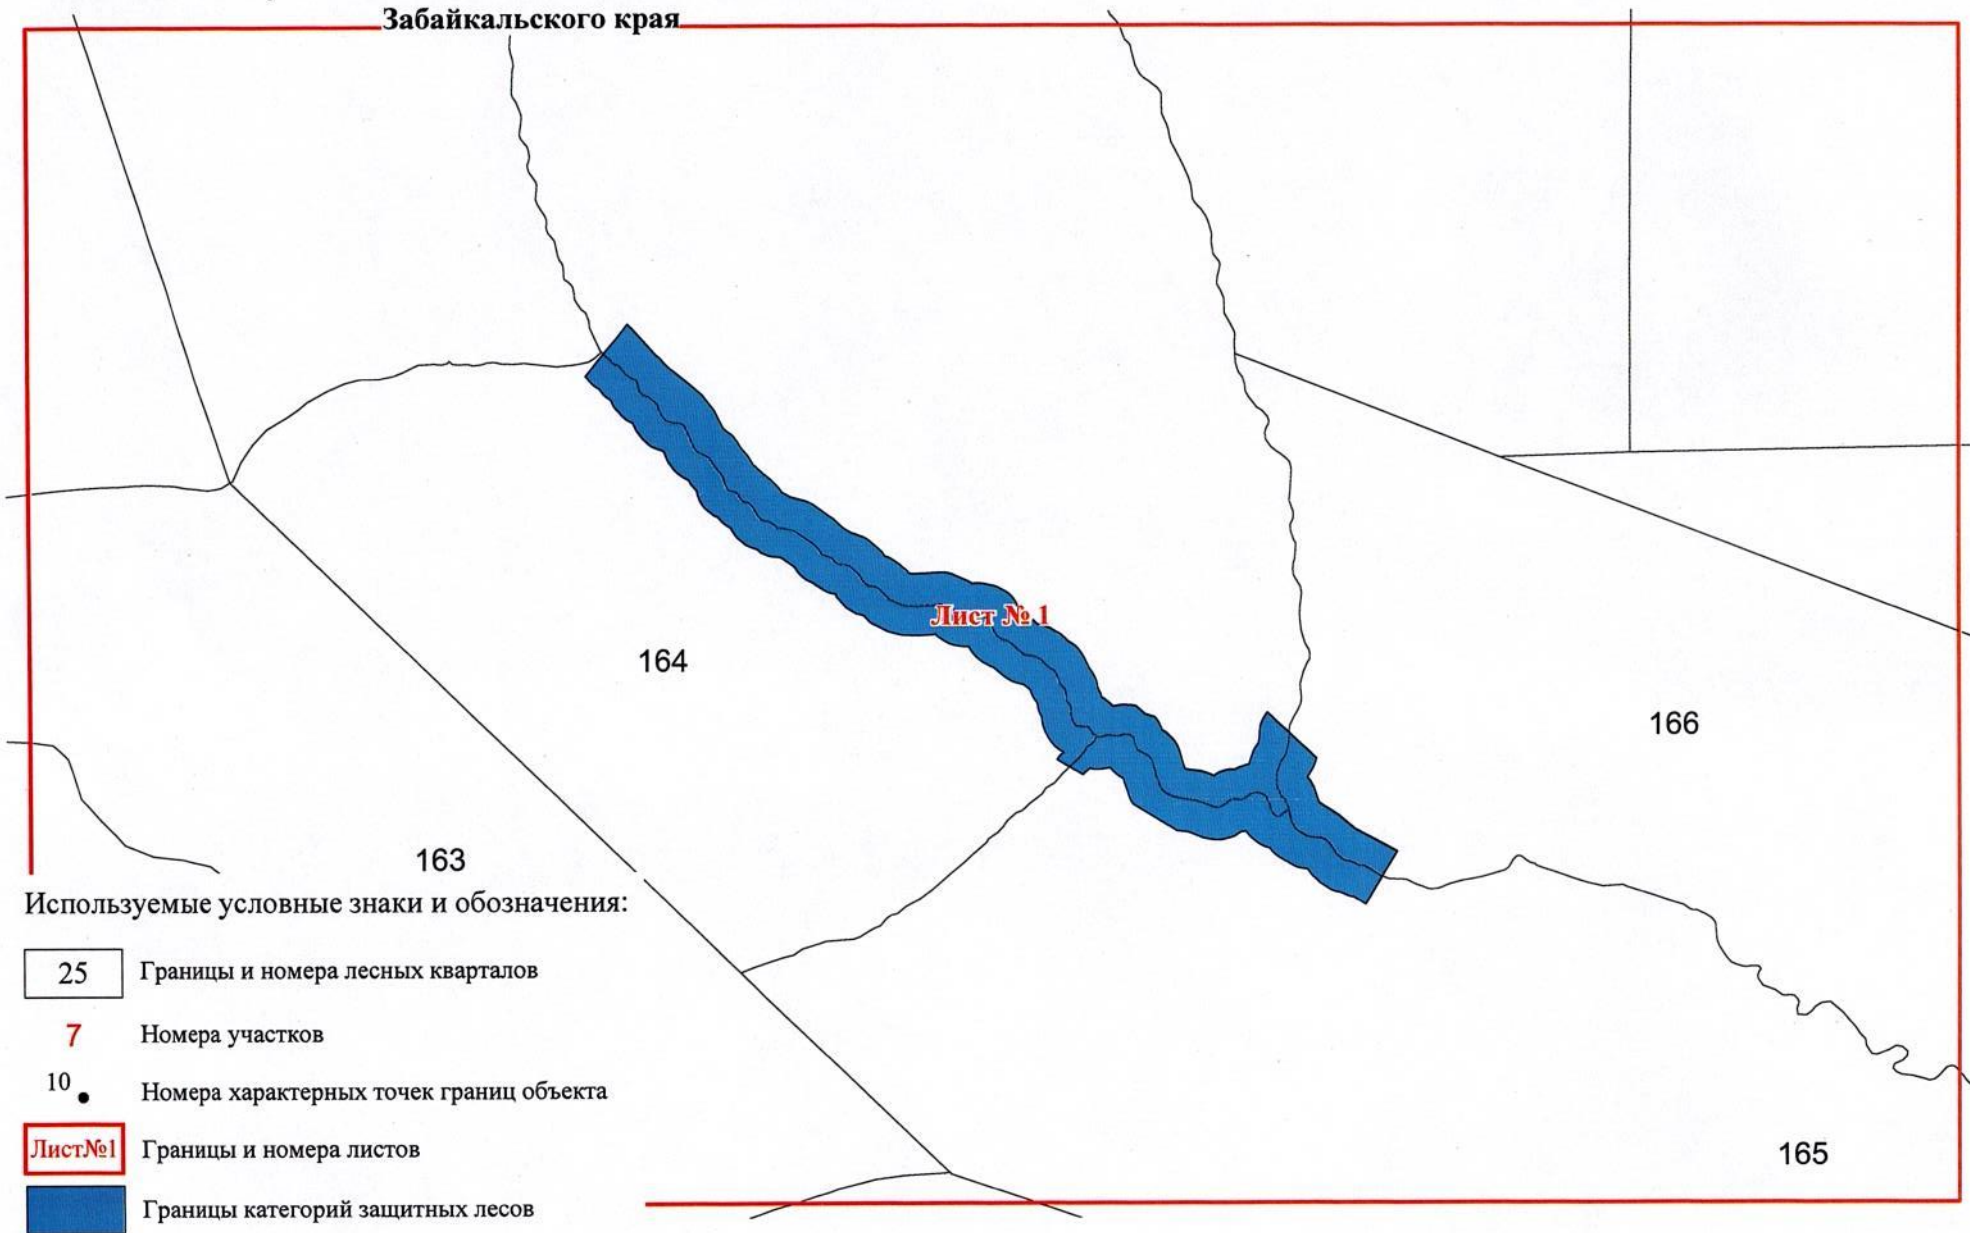 Забайкальского края
Лист № 1
164
166
163
Используемые условные знаки и обозначения:
25 Границы и номера лесных кварталов
7 Номера участков
10 Номера характерных точек границ объекта
Лист№1 Границы и номера листов
165
Границы категорий защитных лесов